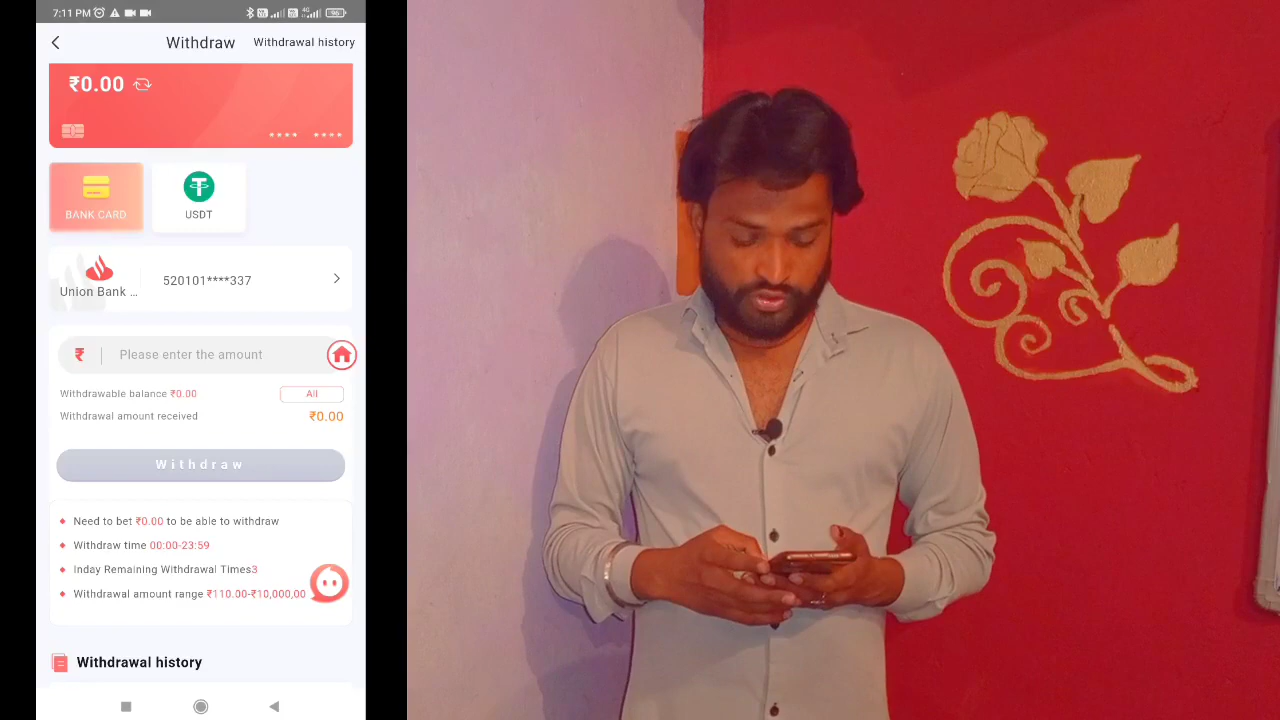 7:11 PM
Withdraw
Withdrawal history
₹0.00
**** ****
BANK CARD
USDT
Union Bank ...
520101****337
₹ Please enter the amount
Withdrawable balance ₹0.00
All
Withdrawal amount received
₹0.00
Withdraw
Need to bet ₹0.00 to be able to withdraw
Withdraw time 00:00-23:59
Inday Remaining Withdrawal Times3
Withdrawal amount range ₹110.00-₹10,000,00
Withdrawal history